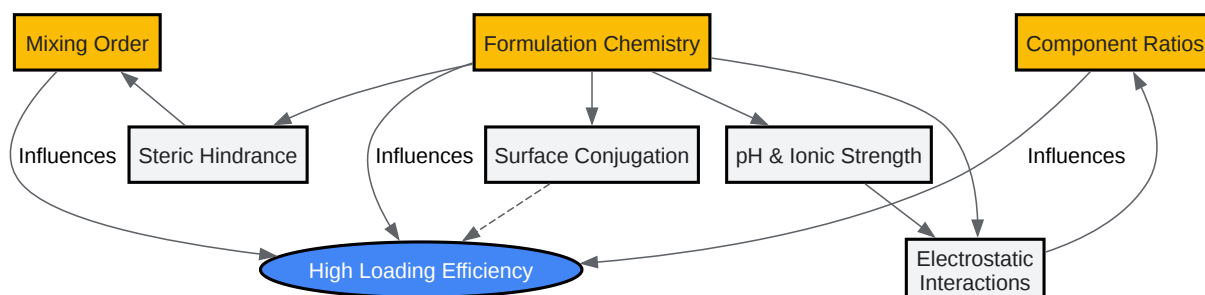 Mixing Order
Formulation Chemistry
Component Ratios
Influences
Steric Hindrance
Influences
Surface Conjugation
pH & Ionic Strength
Influences
High Loading Efficiency
Electrostatic
Interactions